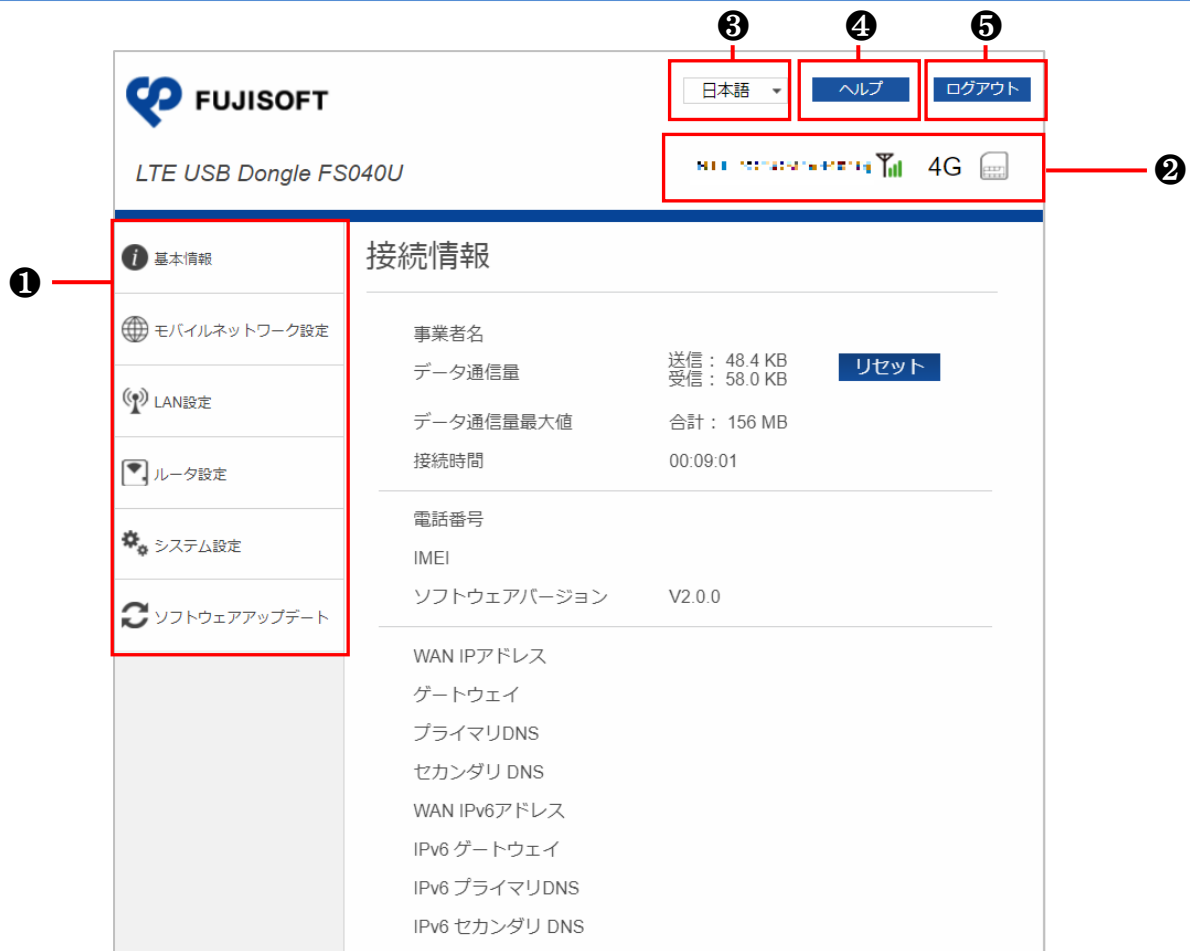 ❸ ❹ ❺
FUJISOFT
日本語 ヘルプ ログアウト
LTE USB Dongle FS040U
4G
❷
❶
基本情報
モバイルネットワーク設定
LAN設定
ルータ設定
システム設定
ソフトウェアアップデート
接続情報
事業者名
データ通信量 送信： 48.4 KB
受信： 58.0 KB
リセット
データ通信量最大値 合計： 156 MB
接続時間 00:09:01
電話番号
IMEI
ソフトウェアバージョン V2.0.0
WAN IPアドレス
ゲートウェイ
プライマリDNS
セカンダリ DNS
WAN IPv6アドレス
IPv6 ゲートウェイ
IPv6 プライマリDNS
IPv6 セカンダリ DNS